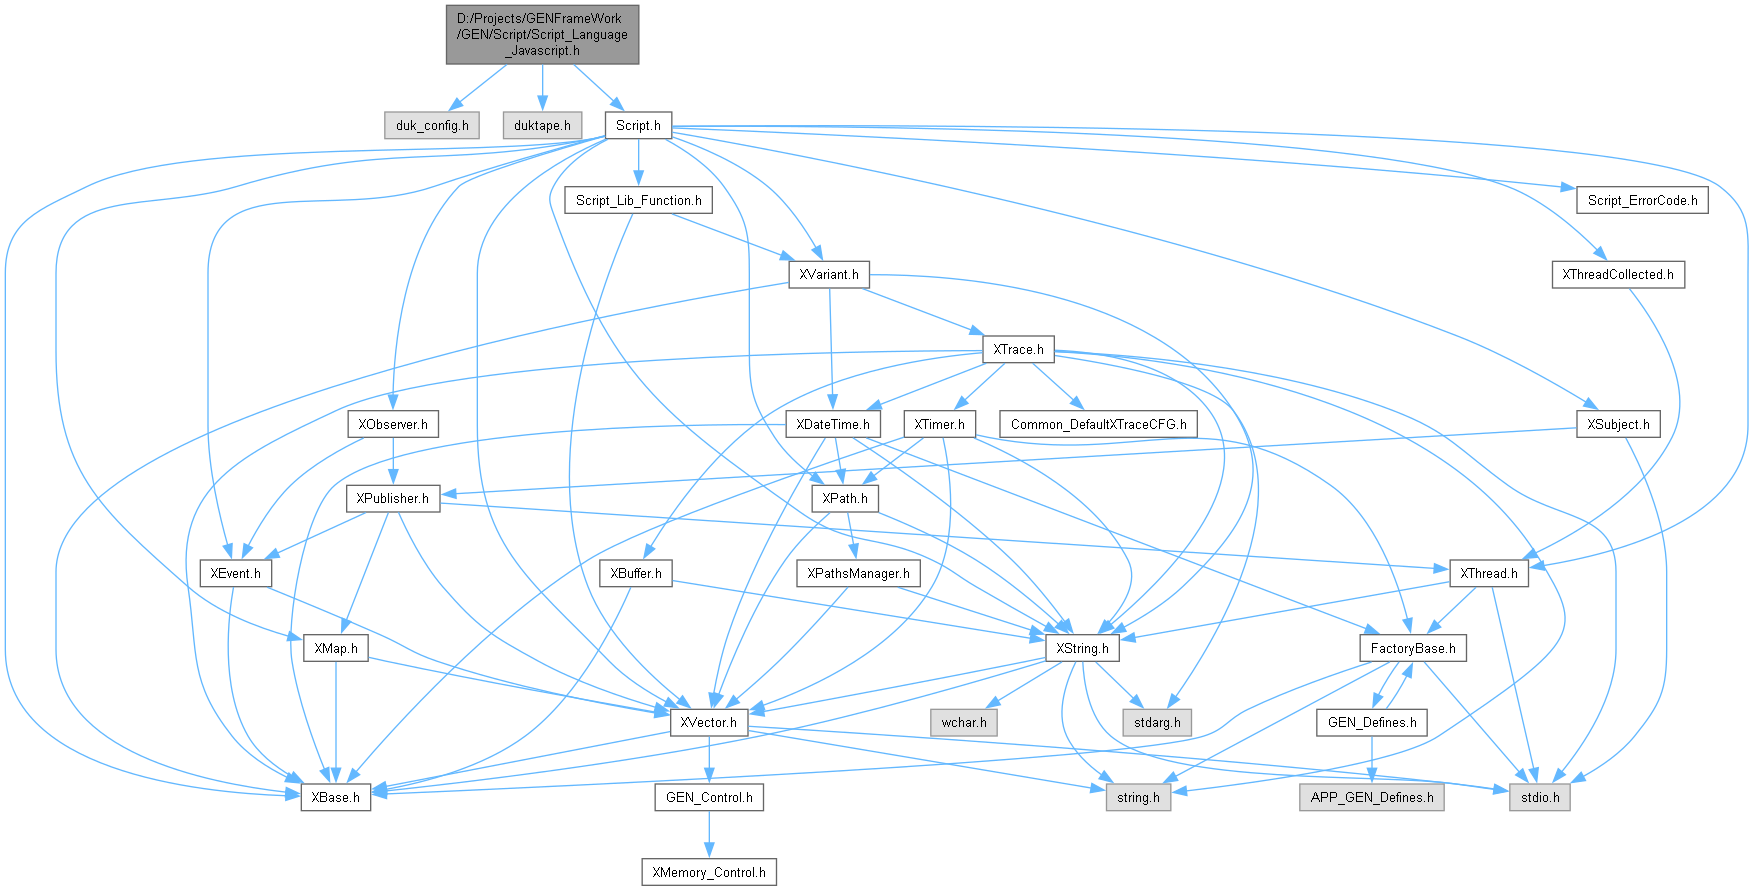 D:/Projects/GENFrameWork
/GEN/Script/Script_Language
_Javascript.h
duk_config.h
duktape.h
Script.h
Script_Lib_Function.h
Script_ErrorCode.h
XVariant.h
XThreadCollected.h
XTrace.h
XObserver.h
XDateTime.h
XTimer.h
Common_DefaultXTraceCFG.h
XSubject.h
XPublisher.h
XPath.h
XEvent.h
XBuffer.h
XPathsManager.h
XThread.h
XMap.h
XString.h
FactoryBase.h
XVector.h
wchar.h
stdarg.h
GEN_Defines.h
XBase.h
GEN_Control.h
string.h
APP_GEN_Defines.h
stdio.h
XMemory_Control.h